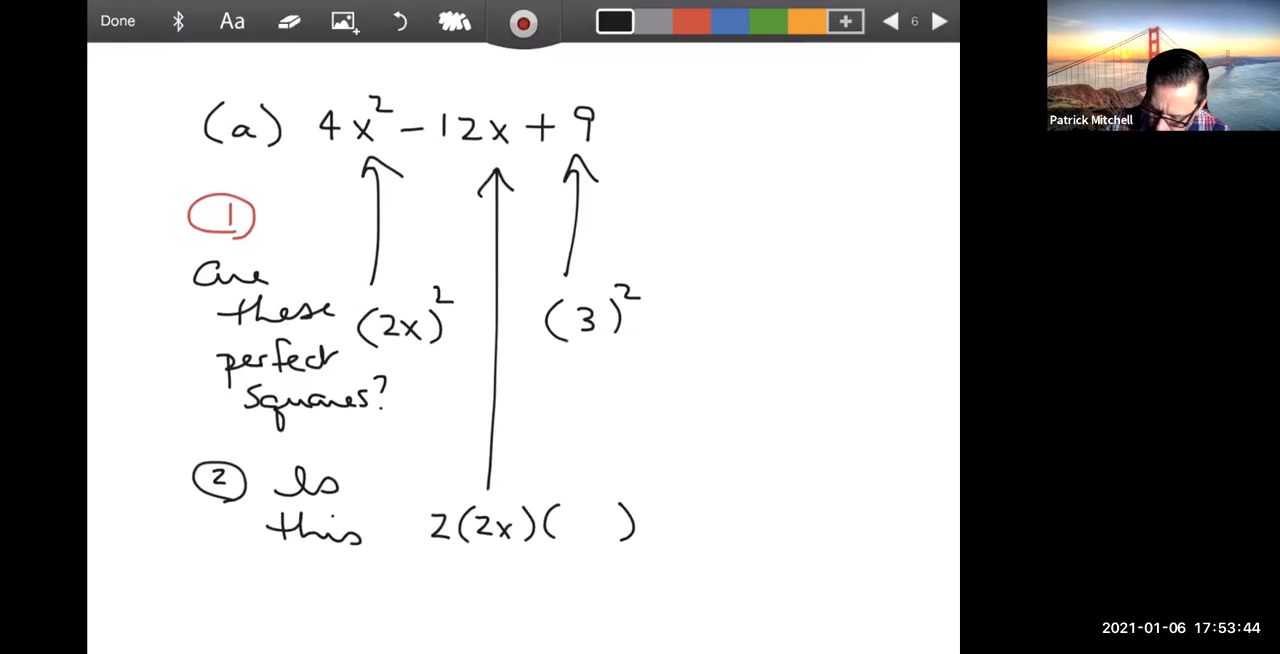 Done Aa 6
Patrick Mitchell
(a) 4x² - 12x + 9
1
are
these (2x)² (3)²
perfect
squares?
2 Is
this 2(2x)( )
2021-01-06 17:53:44